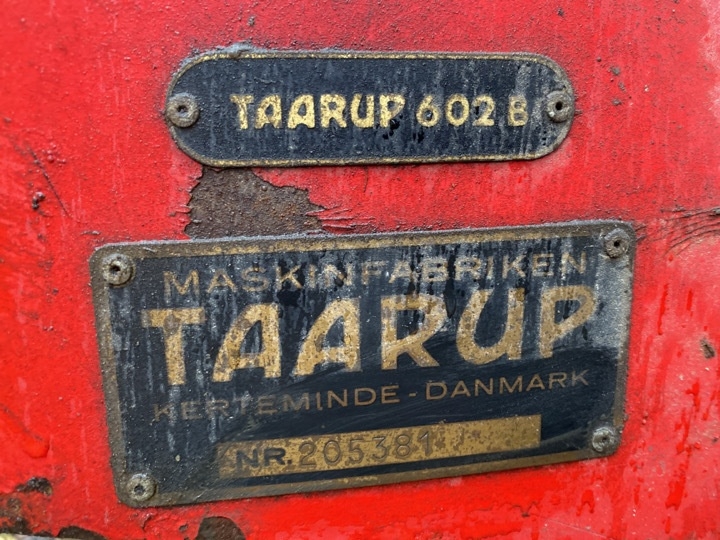 TAARUP 602 B
MASKINFABRIKEN
TAARUP
KERTEMINDE - DANMARK
NR. 205381